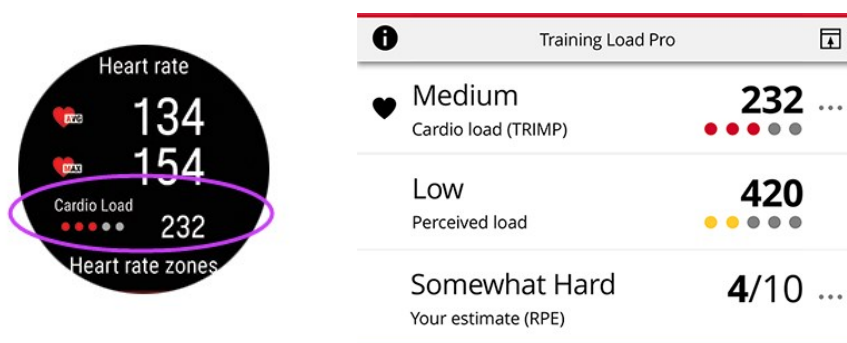 Heart rate
AVG 134
MAX 154
Cardio Load
232
Heart rate zones
Training Load Pro
Medium 232
Cardio load (TRIMP)
Low 420
Perceived load
Somewhat Hard 4/10
Your estimate (RPE)